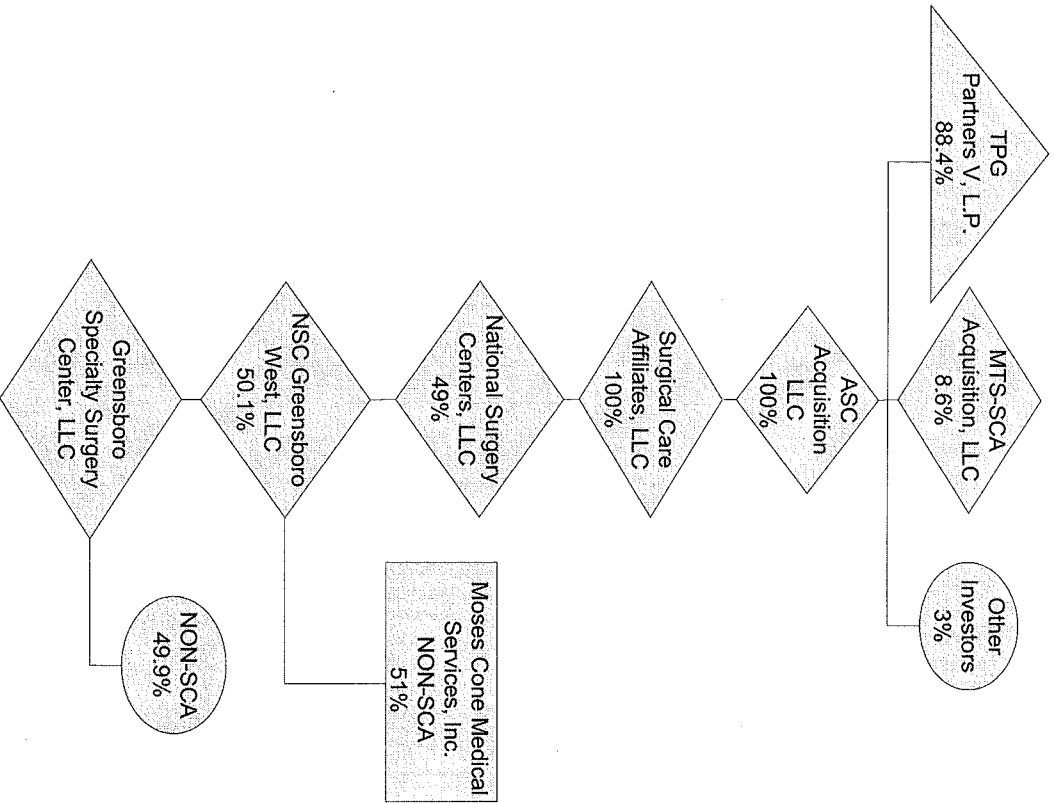 TPG
Partners V, L.P.
88.4%
MTS-SCA
Acquisition, LLC
8.6%
Other
Investors
3%
ASC
Acquisition
LLC
100%
Surgical Care
Affiliates, LLC
100%
National Surgery
Centers, LLC
49%
Moses Cone Medical
Services, Inc.
NON-SCA
51%
NSC Greensboro
West, LLC
50.1%
NON-SCA
49.9%
Greensboro
Specialty Surgery
Center, LLC